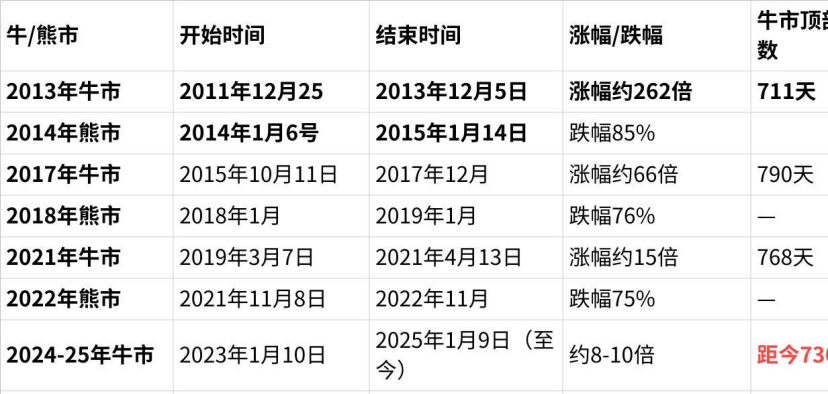 牛/熊市 开始时间 结束时间 涨幅/跌幅 牛市顶部
数
2013年牛市 2011年12月25 2013年12月5日 涨幅约262倍 711天
2014年熊市 2014年1月6号 2015年1月14日 跌幅85%
2017年牛市 2015年10月11日 2017年12月 涨幅约66倍 790天
2018年熊市 2018年1月 2019年1月 跌幅76% —
2021年牛市 2019年3月7日 2021年4月13日 涨幅约15倍 768天
2022年熊市 2021年11月8日 2022年11月 跌幅75% —
2024-25年牛市 2023年1月10日 2025年1月9日（至
今） 约8-10倍 距今73